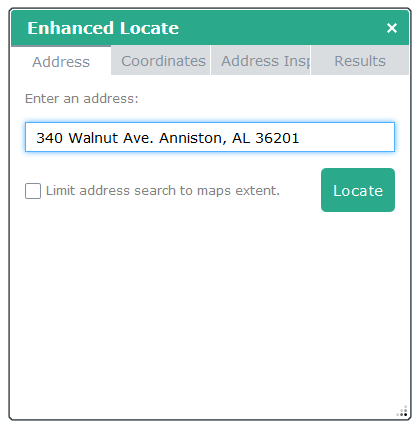 Enhanced Locate ×
Address Coordinates Address Insp Results
Enter an address:
340 Walnut Ave. Anniston, AL 36201
Limit address search to maps extent. Locate